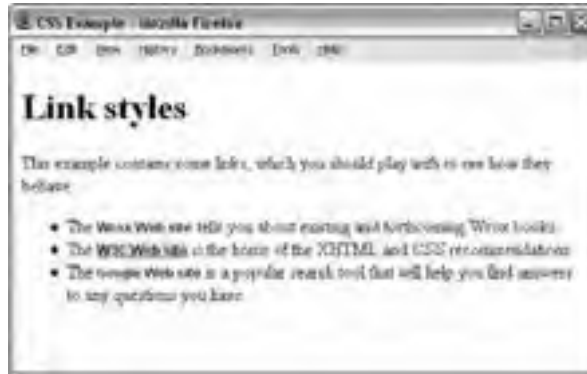 CSS Example - Mozilla Firefox
File Edit View History Bookmarks Tools Help
Link styles
This example contains some links, which you should play with to see how they
behave
The Wrox Web site tells you about existing and forthcoming Wrox books.
The W3C Web site is the home of the XHTML and CSS recommendations.
The Google Web site is a popular search tool that will help you find answers
to any questions you have.